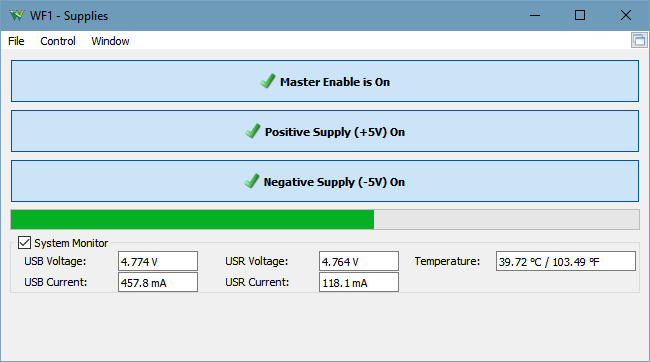 WF1 - Supplies
File Control Window
Master Enable is On
Positive Supply (+5V) On
Negative Supply (-5V) On
System Monitor
USB Voltage: 4.774 V USR Voltage: 4.764 V Temperature: 39.72 °C / 103.49 °F
USB Current: 457.8 mA USR Current: 118.1 mA